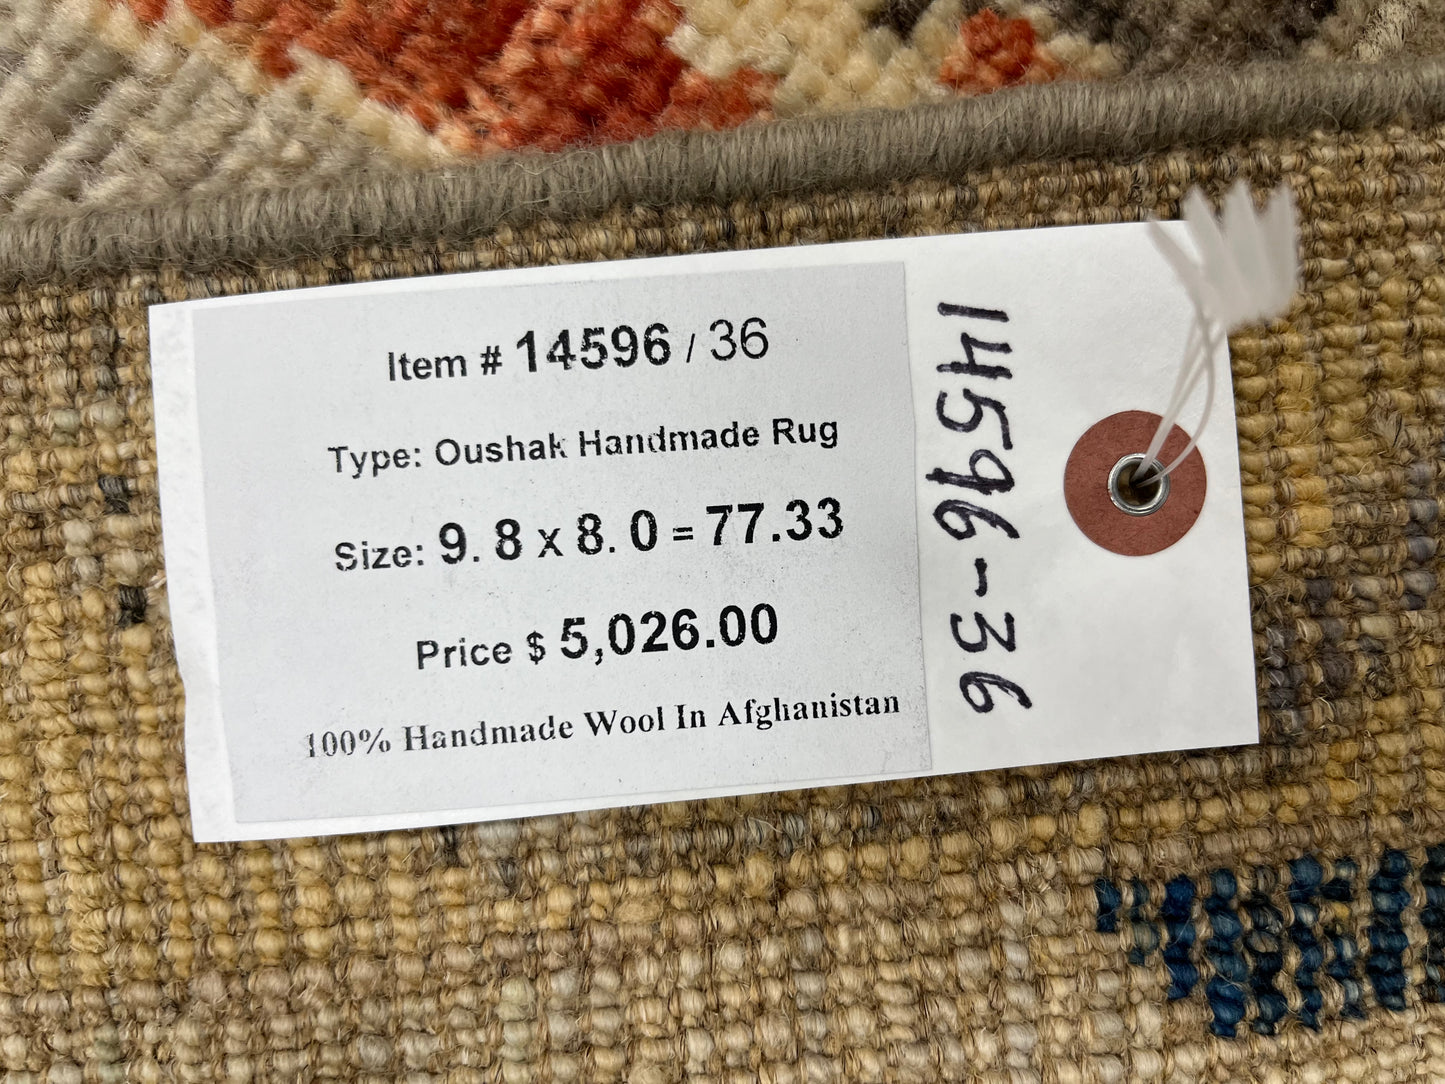 Item # 14596 / 36
Type: Oushak Handmade Rug
Size: 9. 8 x 8. 0 = 77.33
Price $ 5,026.00
100% Handmade Wool In Afghanistan
14596-36